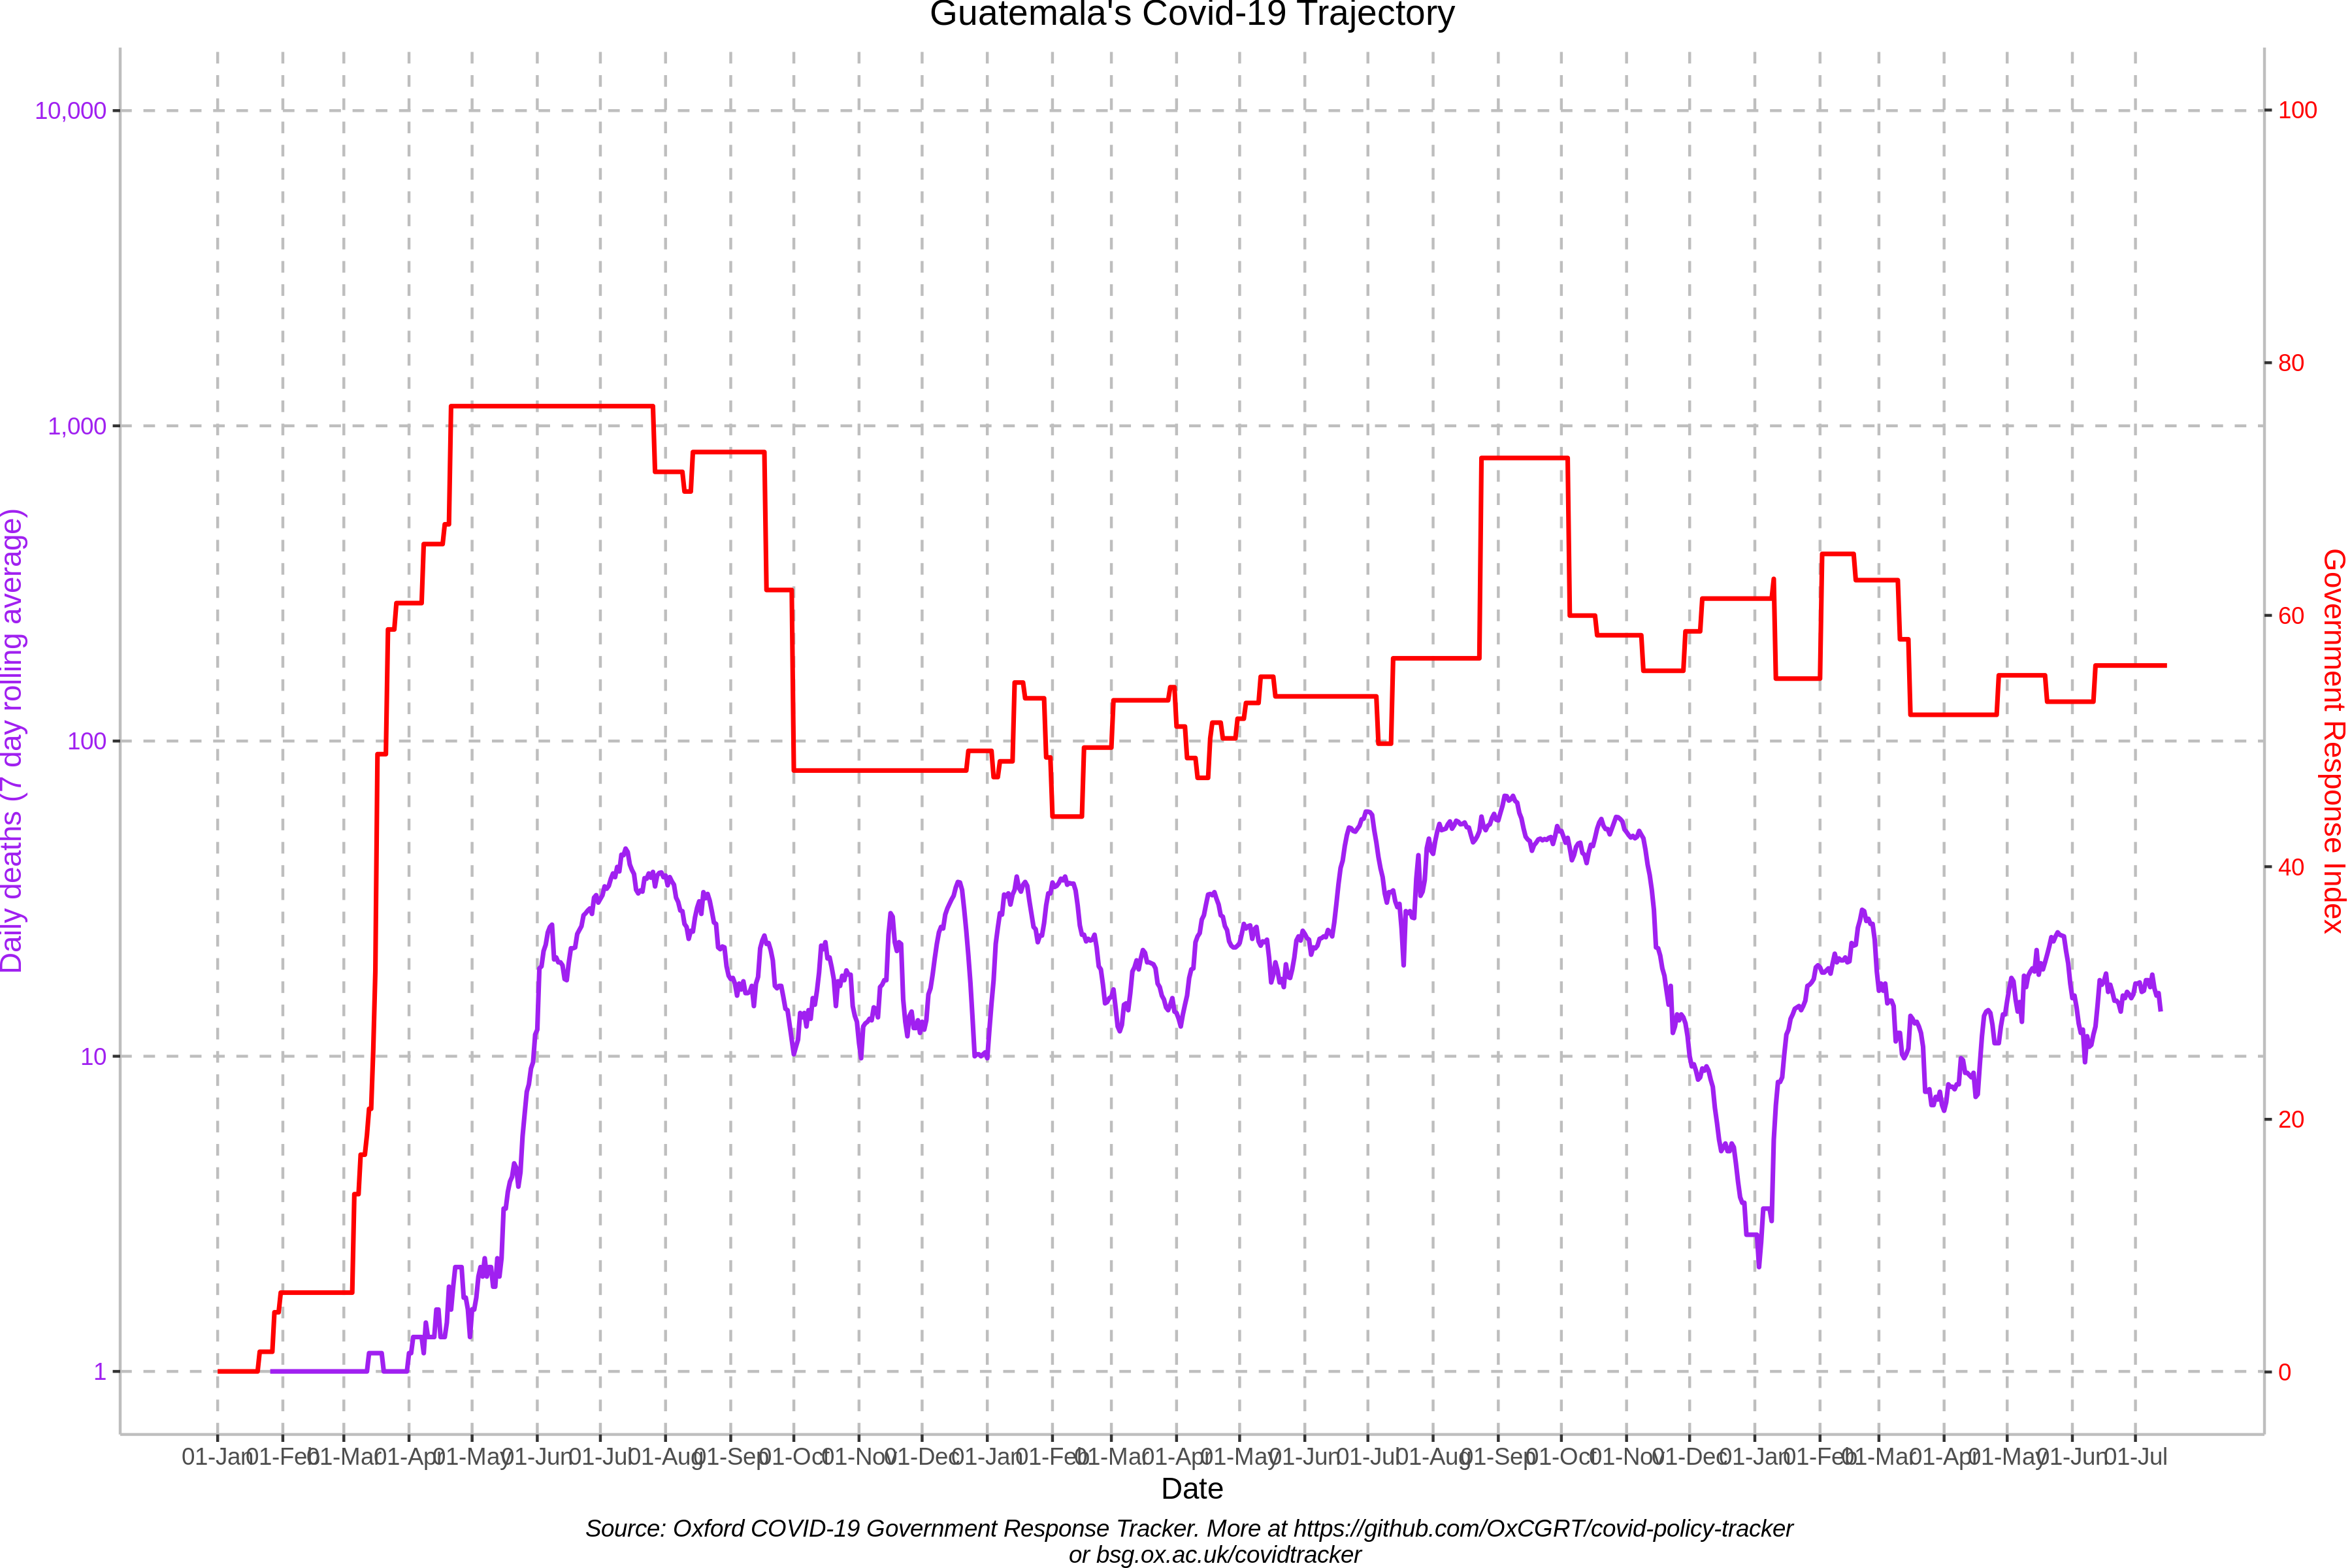 Guatemala's Covid-19 Trajectory
10,000
1,000
100
10
1
Daily deaths (7 day rolling average)
100
80
60
40
20
0
Government Response Index
01-Jan 01-Feb 01-Mar 01-Apr 01-May 01-Jun 01-Jul 01-Aug 01-Sep 01-Oct 01-Nov 01-Dec 01-Jan 01-Feb 01-Mar 01-Apr 01-May 01-Jun 01-Jul 01-Aug 01-Sep 01-Oct 01-Nov 01-Dec 01-Jan 01-Feb 01-Mar 01-Apr 01-May 01-Jun 01-Jul
Date
Source: Oxford COVID-19 Government Response Tracker. More at https://github.com/OxCGRT/covid-policy-tracker
or bsg.ox.ac.uk/covidtracker